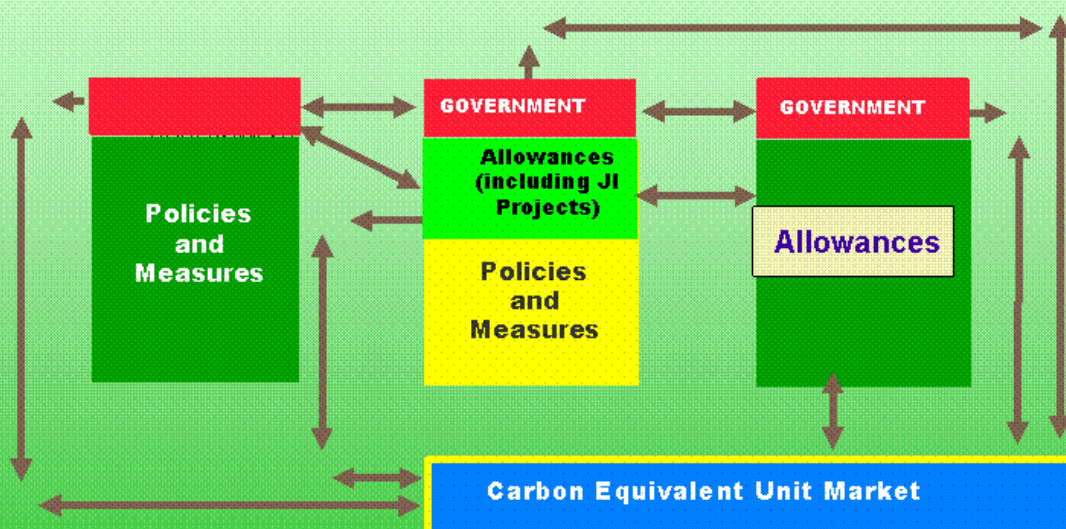 GOVERNMENT
GOVERNMENT
Policies
and
Measures
Allowances
(including JI
Projects)
Policies
and
Measures
Allowances
Carbon Equivalent Unit Market